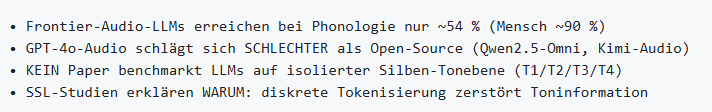 • Frontier-Audio-LLMs erreichen bei Phonologie nur ~54 % (Mensch ~90 %)
• GPT-4o-Audio schlägt sich SCHLECHTER als Open-Source (Qwen2.5-Omni, Kimi-Audio)
• KEIN Paper benchmarkt LLMs auf isolierter Silben-Tonebene (T1/T2/T3/T4)
• SSL-Studien erklären WARUM: diskrete Tokenisierung zerstört Toninformation